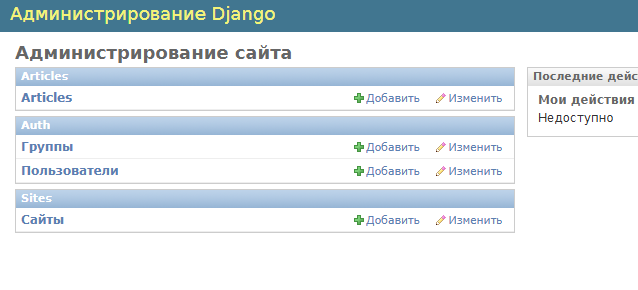 Администрирование Django
Администрирование сайта
Articles
Articles Добавить Изменить
Auth
Группы Добавить Изменить
Пользователи Добавить Изменить
Sites
Сайты Добавить Изменить
Последние дейс
Мои действия
Недоступно